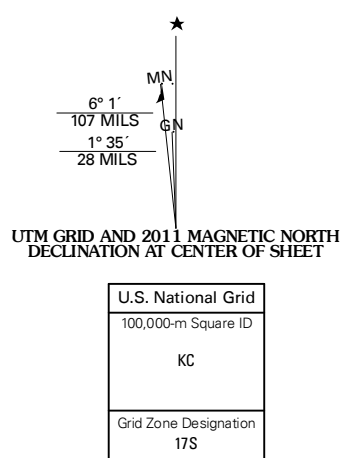 MN
6° 1´
107 MILS
GN
1° 35´
28 MILS
UTM GRID AND 2011 MAGNETIC NORTH
DECLINATION AT CENTER OF SHEET
U.S. National Grid
100,000-m Square ID
KC
Grid Zone Designation
17S